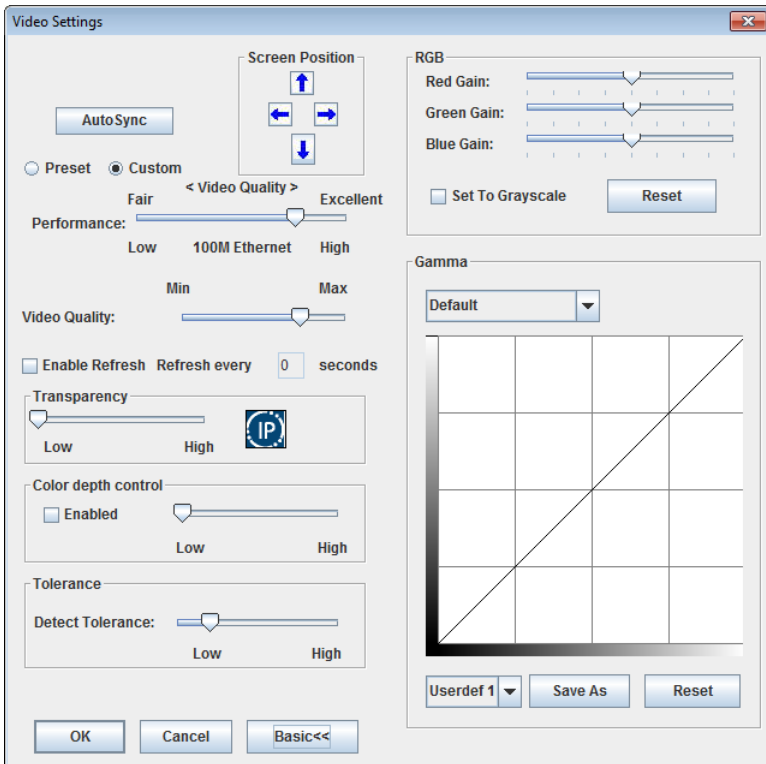 Video Settings
Screen Position
AutoSync
Preset Custom
< Video Quality >
Fair Excellent
Performance:
Low 100M Ethernet High
Min Max
Video Quality:
Enable Refresh Refresh every 0 seconds
Transparency
Low High
IP
Color depth control
Enabled
Low High
Tolerance
Detect Tolerance:
Low High
OK Cancel Basic<<
RGB
Red Gain:
Green Gain:
Blue Gain:
Set To Grayscale Reset
Gamma
Default
Userdef 1 Save As Reset